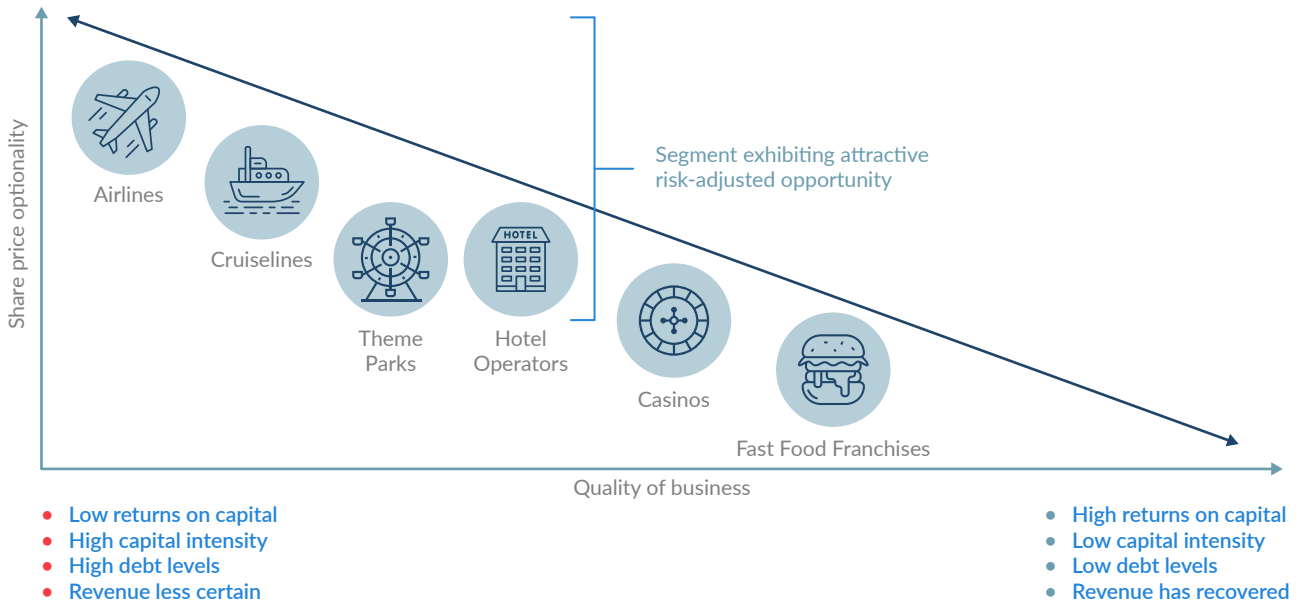 Share price optionality
Airlines
Cruiselines
Theme
Parks
HOTEL
Hotel
Operators
Segment exhibiting attractive
risk-adjusted opportunity
Casinos
Fast Food Franchises
Quality of business
Low returns on capital
High capital intensity
High debt levels
Revenue less certain
High returns on capital
Low capital intensity
Low debt levels
Revenue has recovered